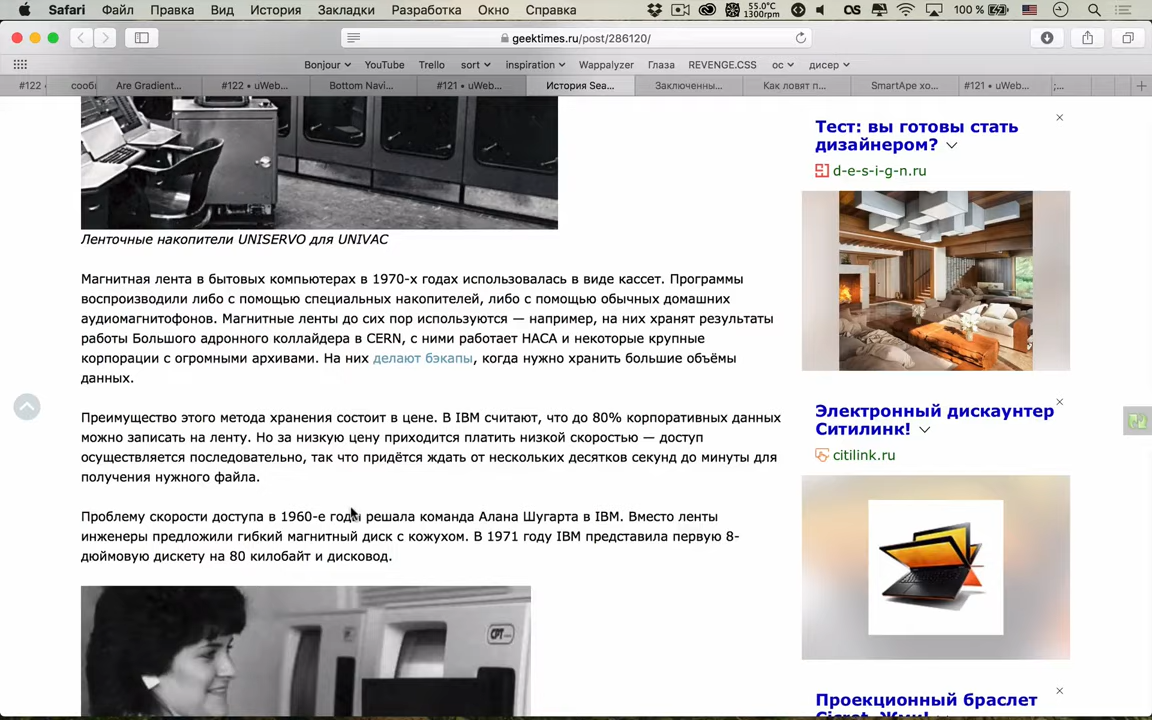 Safari Файл Правка Вид История Закладки Разработка Окно Справка 55.0°C 1300rpm 100 %
geektimes.ru/post/286120/
Bonjour YouTube Trello sort inspiration Wappalyzer Глаза REVENGE.CSS ос дисер
#122 сооб Are Gradient... #122 • uWeb... Bottom Navi... #121 • uWeb... История Sea... Заключенны... Как ловят п... SmartApe хо... #121 • uWeb... ;...
Ленточные накопители UNISERVO для UNIVAC
Магнитная лента в бытовых компьютерах в 1970-х годах использовалась в виде кассет. Программы
воспроизводили либо с помощью специальных накопителей, либо с помощью обычных домашних
аудиомагнитофонов. Магнитные ленты до сих пор используются — например, на них хранят результаты
работы Большого адронного коллайдера в CERN, с ними работает НАСА и некоторые крупные
корпорации с огромными архивами. На них делают бэкапы, когда нужно хранить большие объёмы
данных.
Преимущество этого метода хранения состоит в цене. В IBM считают, что до 80% корпоративных данных
можно записать на ленту. Но за низкую цену приходится платить низкой скоростью — доступ
осуществляется последовательно, так что придётся ждать от нескольких десятков секунд до минуты для
получения нужного файла.
Проблему скорости доступа в 1960-е годы решала команда Алана Шугарта в IBM. Вместо ленты
инженеры предложили гибкий магнитный диск с кожухом. В 1971 году IBM представила первую 8-
дюймовую дискету на 80 килобайт и дисковод.
CPT
Тест: вы готовы стать
дизайнером?
d-e-s-i-g-n.ru
Электронный дискаунтер
Ситилинк!
citilink.ru
Проекционный браслет